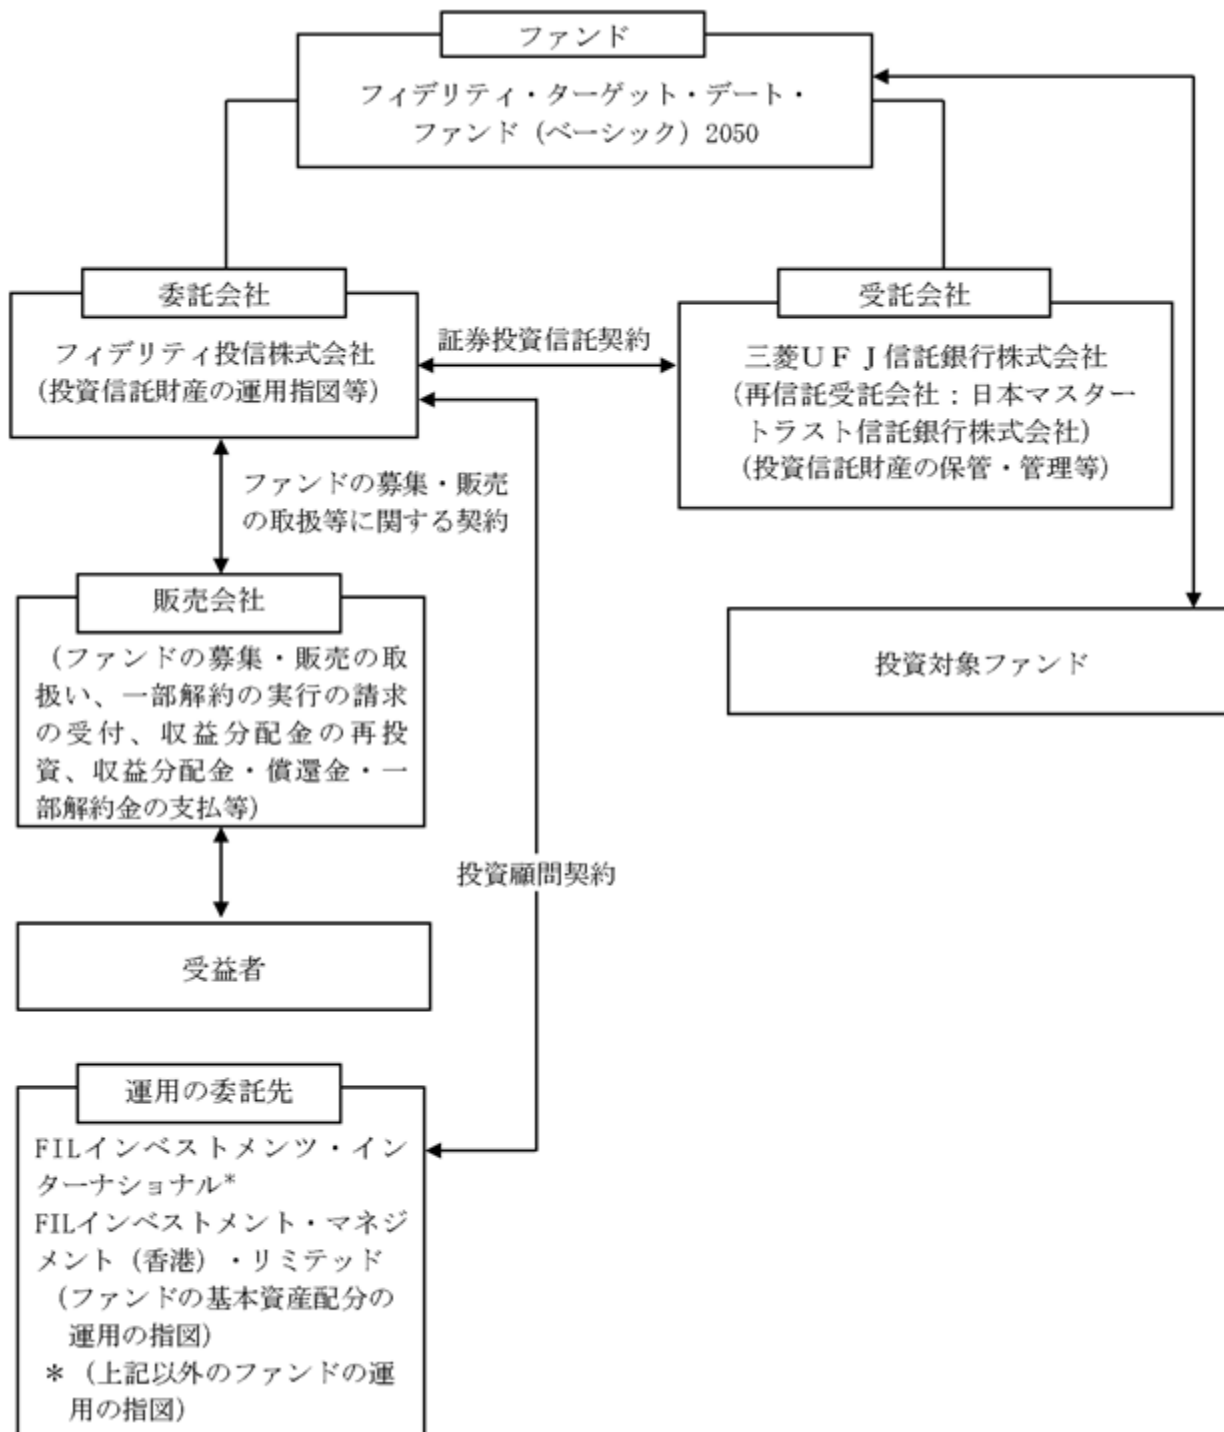 ファンド
フィデリティ・ターゲット・デート・
ファンド（ベーシック）2050
委託会社
フィデリティ投信株式会社
（投資信託財産の運用指図等）
証券投資信託契約
受託会社
三菱ＵＦＪ信託銀行株式会社
（再信託受託会社：日本マスター
トラスト信託銀行株式会社）
（投資信託財産の保管・管理等）
ファンドの募集・販売
の取扱等に関する契約
販売会社
（ファンドの募集・販売の取
扱い、一部解約の実行の請求
の受付、収益分配金の再投
資、収益分配金・償還金・一
部解約金の支払等）
投資対象ファンド
投資顧問契約
受益者
運用の委託先
FILインベストメンツ・イン
ターナショナル*
FILインベストメント・マネジ
メント（香港）・リミテッド
（ファンドの基本資産配分の
運用の指図）
＊（上記以外のファンドの運
用の指図）